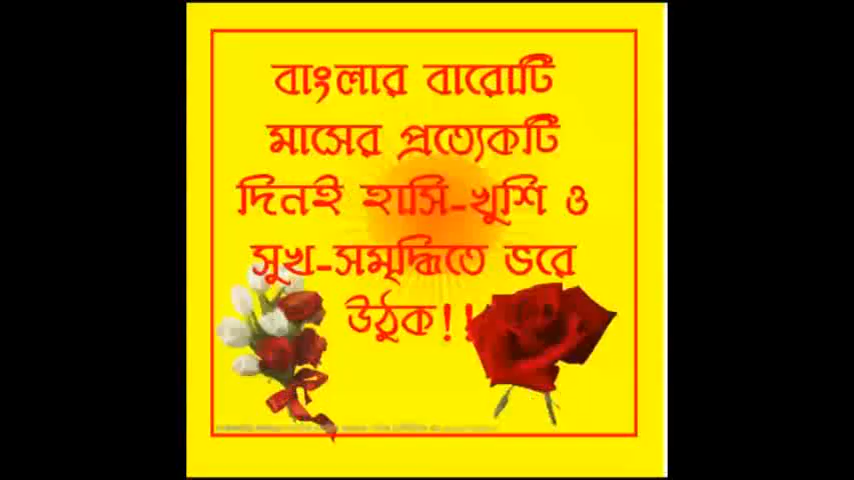 বাংলার বারোটি
মাসের প্রত্যেকটি
দিনই হাসি-খুশি ও
সুখ-সমৃদ্ধিতে ভরে
উঠুক!!